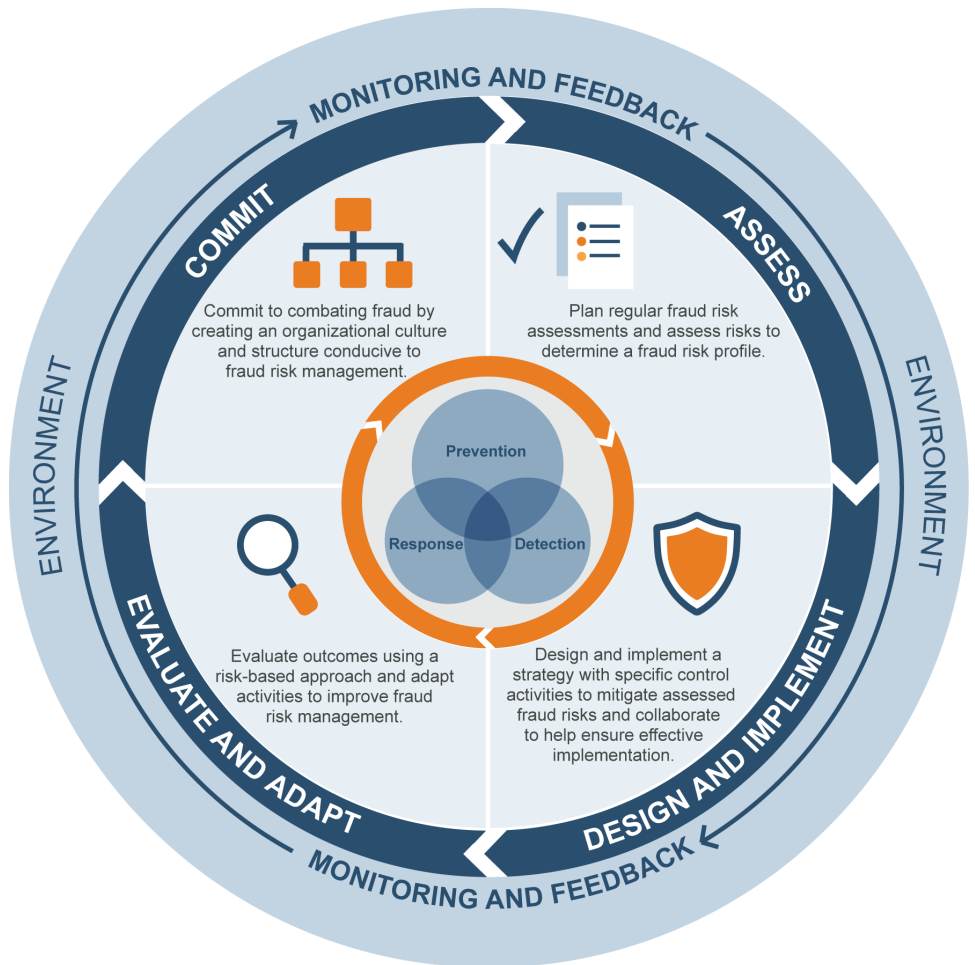 MONITORING AND FEEDBACK
COMMIT
ASSESS
Commit to combating fraud by
creating an organizational culture
and structure conducive to
fraud risk management.
Plan regular fraud risk
assessments and assess risks to
determine a fraud risk profile.
ENVIRONMENT
ENVIRONMENT
Prevention
Response
Detection
Evaluate outcomes using a
risk-based approach and adapt
activities to improve fraud
risk management.
Design and implement a
strategy with specific control
activities to mitigate assessed
fraud risks and collaborate
to help ensure effective
implementation.
EVALUATE AND ADAPT
DESIGN AND IMPLEMENT
MONITORING AND FEEDBACK